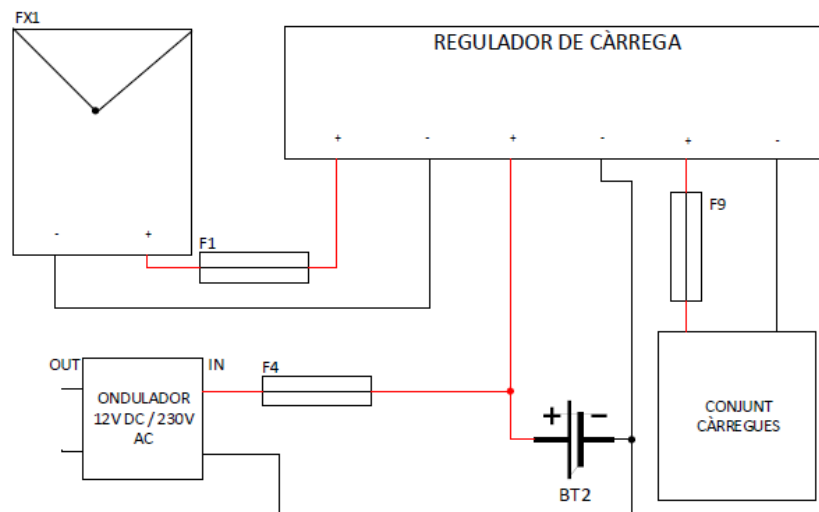 FX1
REGULADOR DE CÀRREGA
+ - + - + -
F9
- +
F1
OUT
IN
F4
ONDULADOR
12V DC / 230V
AC
+ -
CONJUNT
CÀRREGUES
BT2